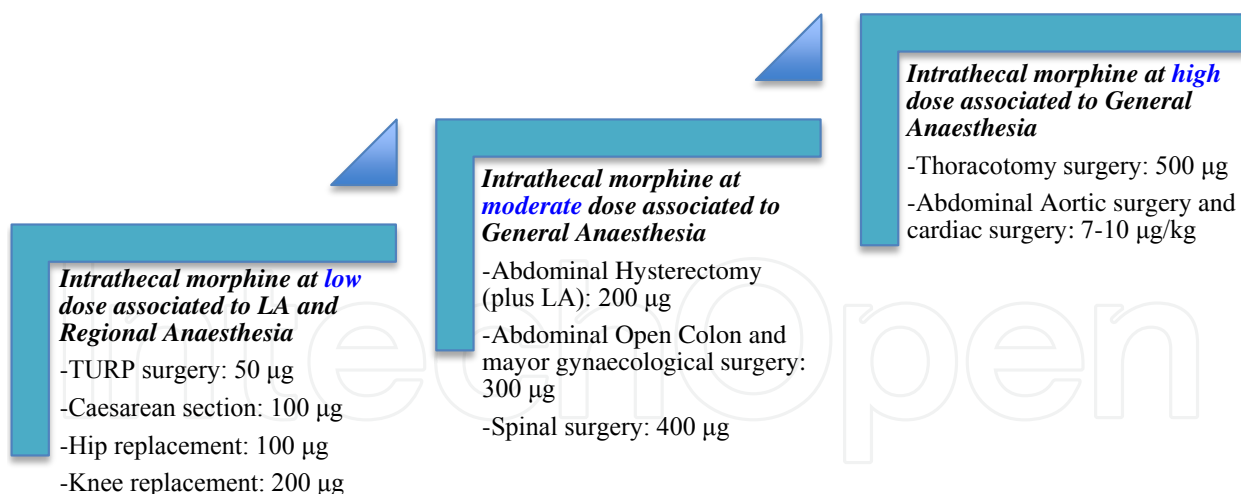 Intrathecal morphine at high
dose associated to General
Anaesthesia
-Thoracotomy surgery: 500 μg
-Abdominal Aortic surgery and
cardiac surgery: 7-10 μg/kg
Intrathecal morphine at
moderate dose associated to
General Anaesthesia
-Abdominal Hysterectomy
(plus LA): 200 μg
-Abdominal Open Colon and
mayor gynaecological surgery:
300 μg
-Spinal surgery: 400 μg
Intrathecal morphine at low
dose associated to LA and
Regional Anaesthesia
-TURP surgery: 50 μg
-Caesarean section: 100 μg
-Hip replacement: 100 μg
-Knee replacement: 200 μg
IntechOpen